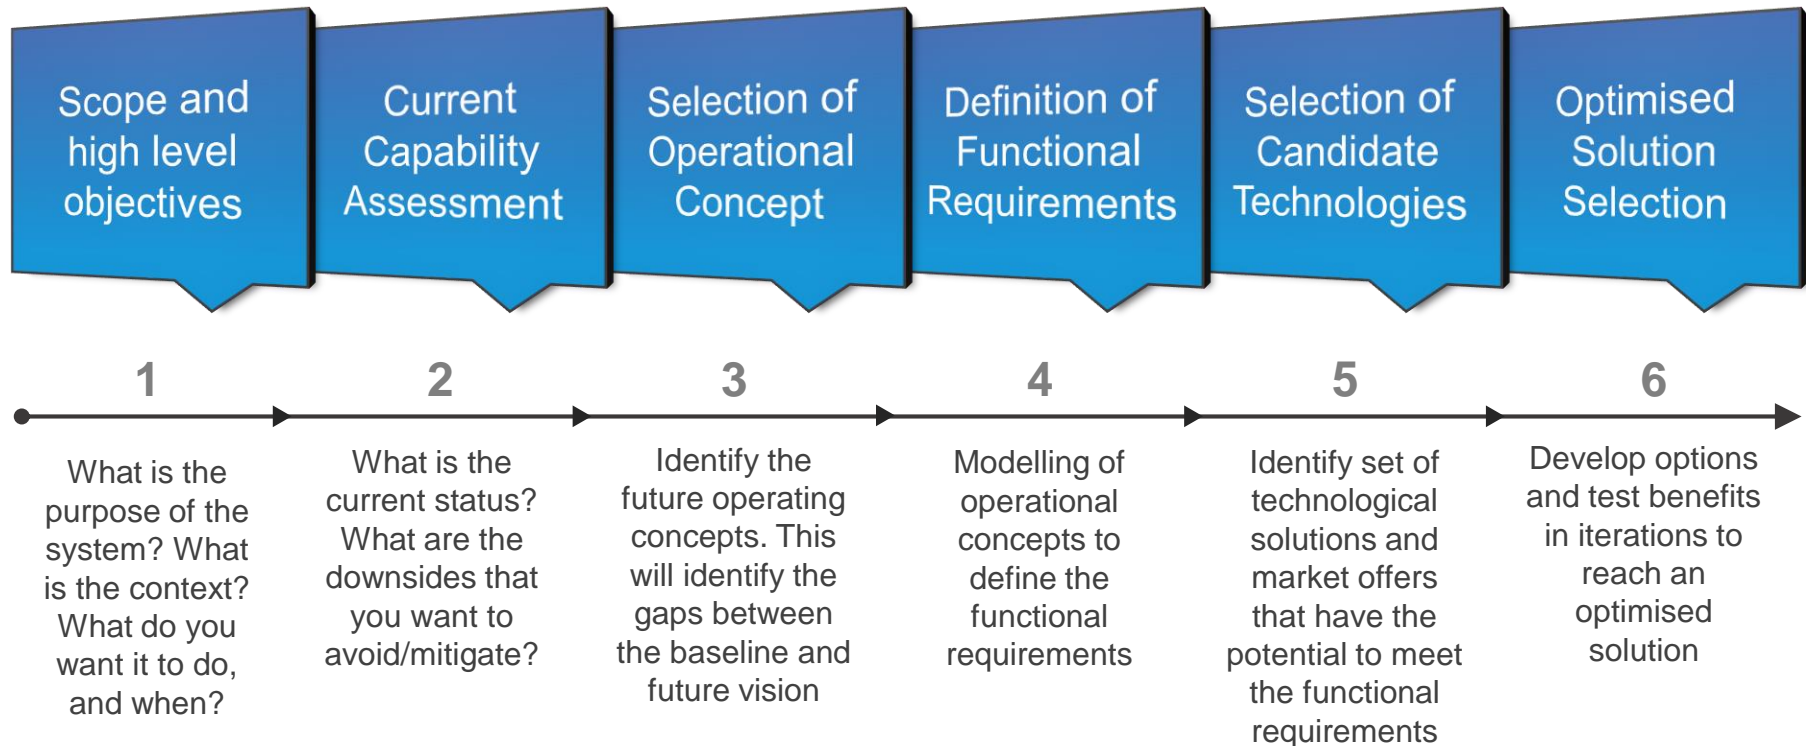 Scope and
high level
objectives
Current
Capability
Assessment
Selection of
Operational
Concept
Definition of
Functional
Requirements
Selection of
Candidate
Technologies
Optimised
Solution
Selection
1
2
3
4
5
6
What is the
purpose of the
system? What
is the context?
What do you
want it to do,
and when?
What is the
current status?
What are the
downsides that
you want to
avoid/mitigate?
Identify the
future operating
concepts. This
will identify the
gaps between
the baseline and
future vision
Modelling of
operational
concepts to
define the
functional
requirements
Identify set of
technological
solutions and
market offers
that have the
potential to meet
the functional
requirements
Develop options
and test benefits
in iterations to
reach an
optimised
solution